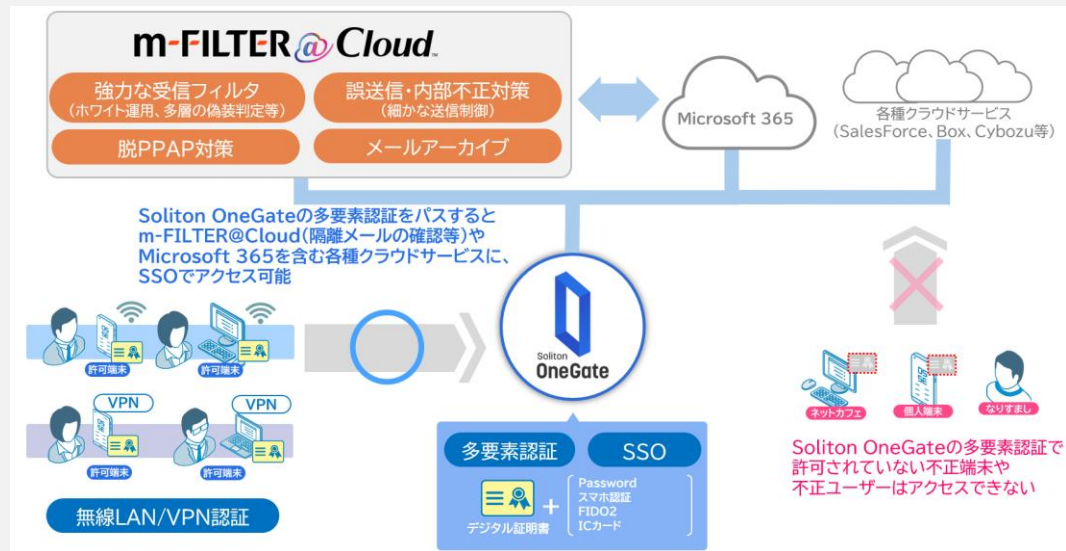 m-FILTER@Cloud
強力な受信フィルタ
(ホワイト運用、多層の偽装判定等)
誤送信・内部不正対策
(細かな送信制御)
脱PPAP対策
メールアーカイブ
Microsoft 365
各種クラウドサービス
(SalesForce、Box、Cybozu等)
Soliton OneGateの多要素認証をパスすると
m-FILTER@Cloud(隔離メールの確認等)や
Microsoft 365を含む各種クラウドサービスに、
SSOでアクセス可能
許可端末
許可端末
VPN
VPN
許可端末
許可端末
無線LAN/VPN認証
Soliton
OneGate
多要素認証
SSO
デジタル証明書
+
Password
スマホ認証
FIDO2
ICカード
ネットカフェ
個人端末
なりすまし
Soliton OneGateの多要素認証で
許可されていない不正端末や
不正ユーザーはアクセスできない